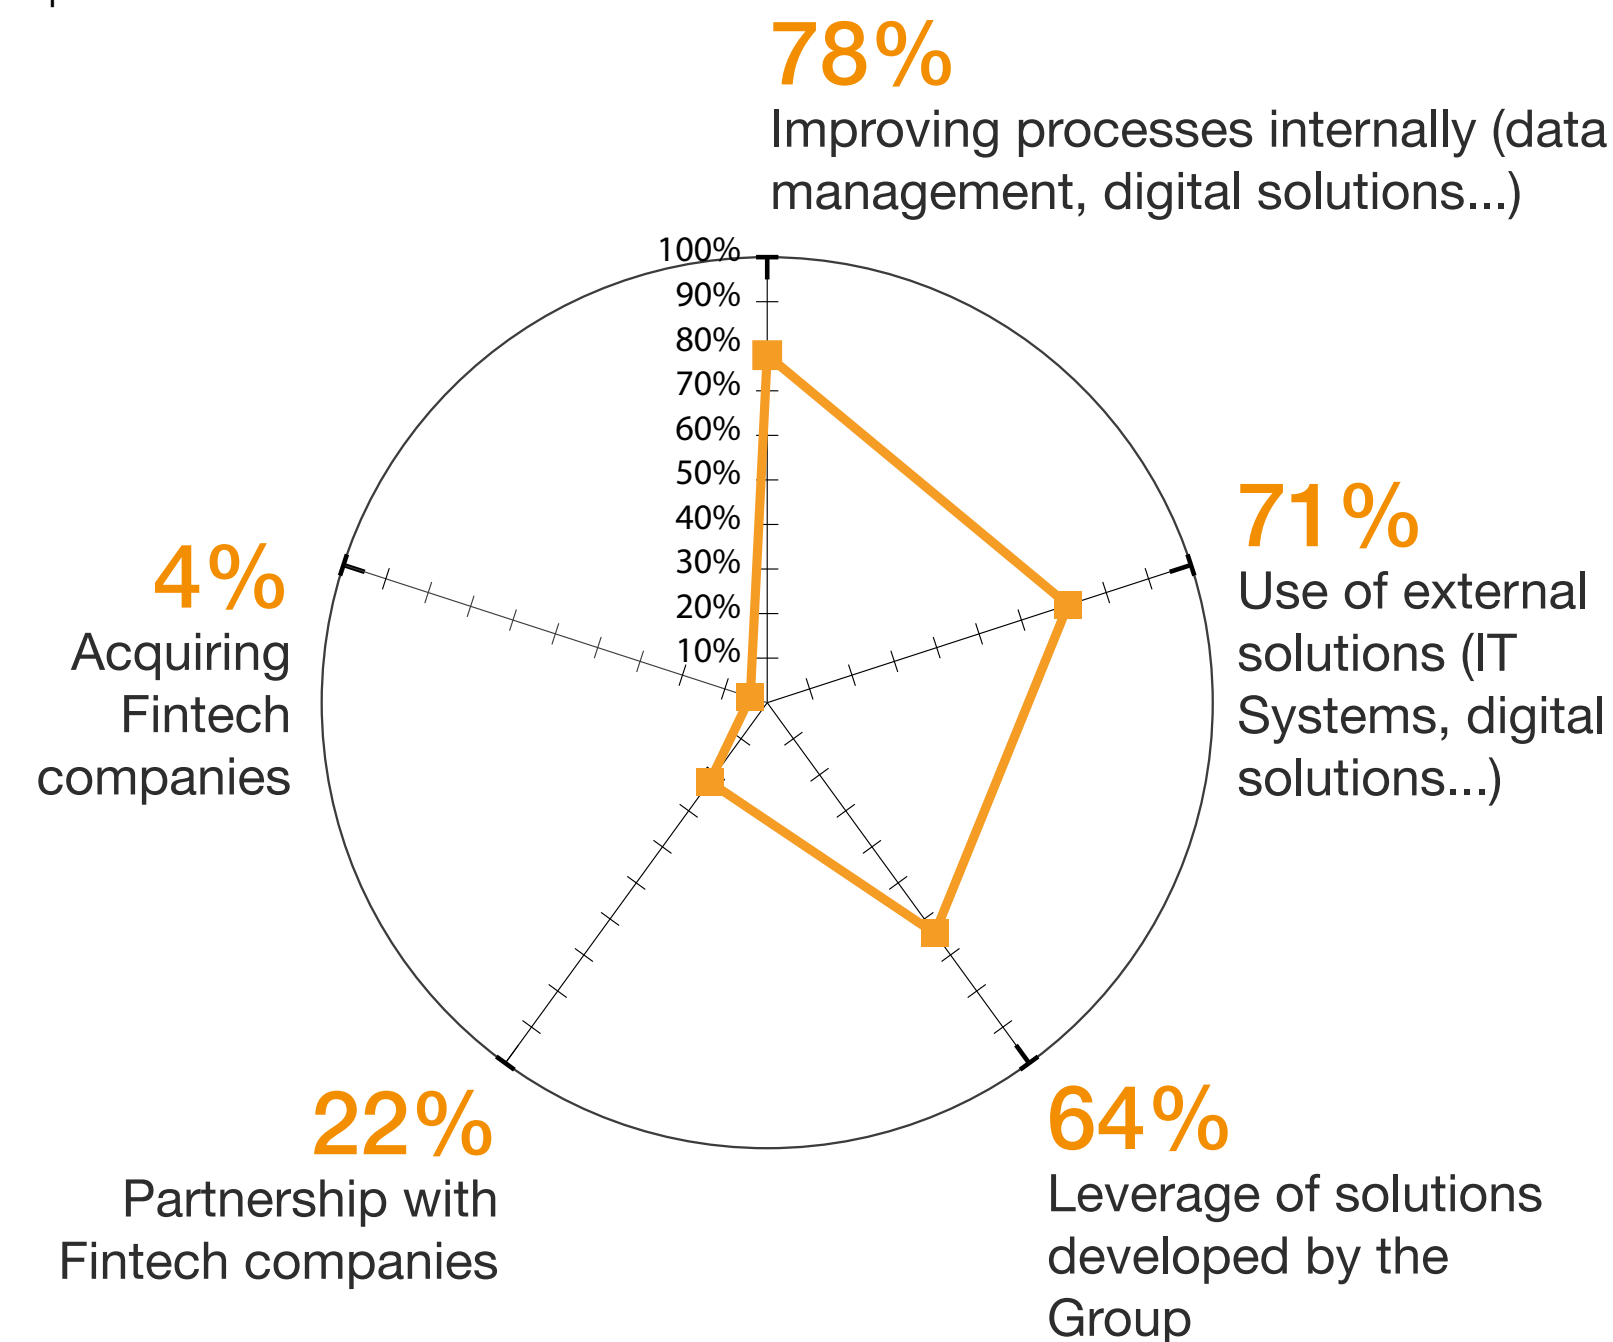 78%
Improving processes internally (data
management, digital solutions...)
100%
90%
80%
70%
60%
50%
40%
30%
20%
10%
71%
Use of external
solutions (IT
Systems, digital
solutions...)
4%
Acquiring
Fintech
companies
22%
Partnership with
Fintech companies
64%
Leverage of solutions
developed by the
Group